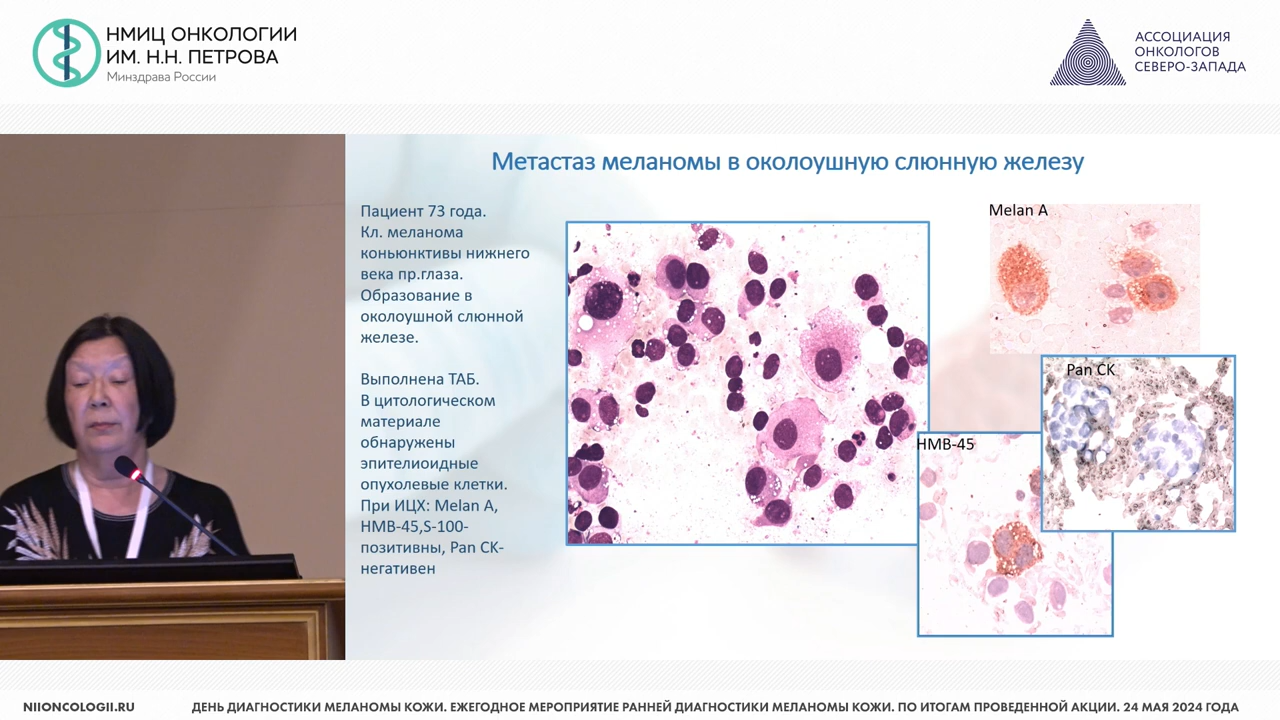 НМИЦ ОНКОЛОГИИ
ИМ. Н.Н. ПЕТРОВА
Минздрава России
АССОЦИАЦИЯ
ОНКОЛОГОВ
СЕВЕРО-ЗАПАДА
Метастаз меланомы в околоушную слюнную железу
Пациент 73 года.
Кл. меланома
коньюнктивы нижнего
века пр.глаза.
Образование в
околоушной слюнной
железе.
Выполнена ТАБ.
В цитологическом
материале
обнаружены
эпителиоидные
опухолевые клетки.
При ИЦХ: Melan A,
НМВ-45,S-100-
позитивны, Pan CK-
негативен
Melan A
Pan CK
HMB-45
NIIONCOLOGII.RU
ДЕНЬ ДИАГНОСТИКИ МЕЛАНОМЫ КОЖИ. ЕЖЕГОДНОЕ МЕРОПРИЯТИЕ РАННЕЙ ДИАГНОСТИКИ МЕЛАНОМЫ КОЖИ. ПО ИТОГАМ ПРОВЕДЕННОЙ АКЦИИ. 24 МАЯ 2024 ГОДА